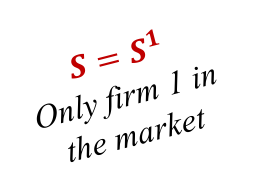 S = S¹
Only firm 1 in
the market